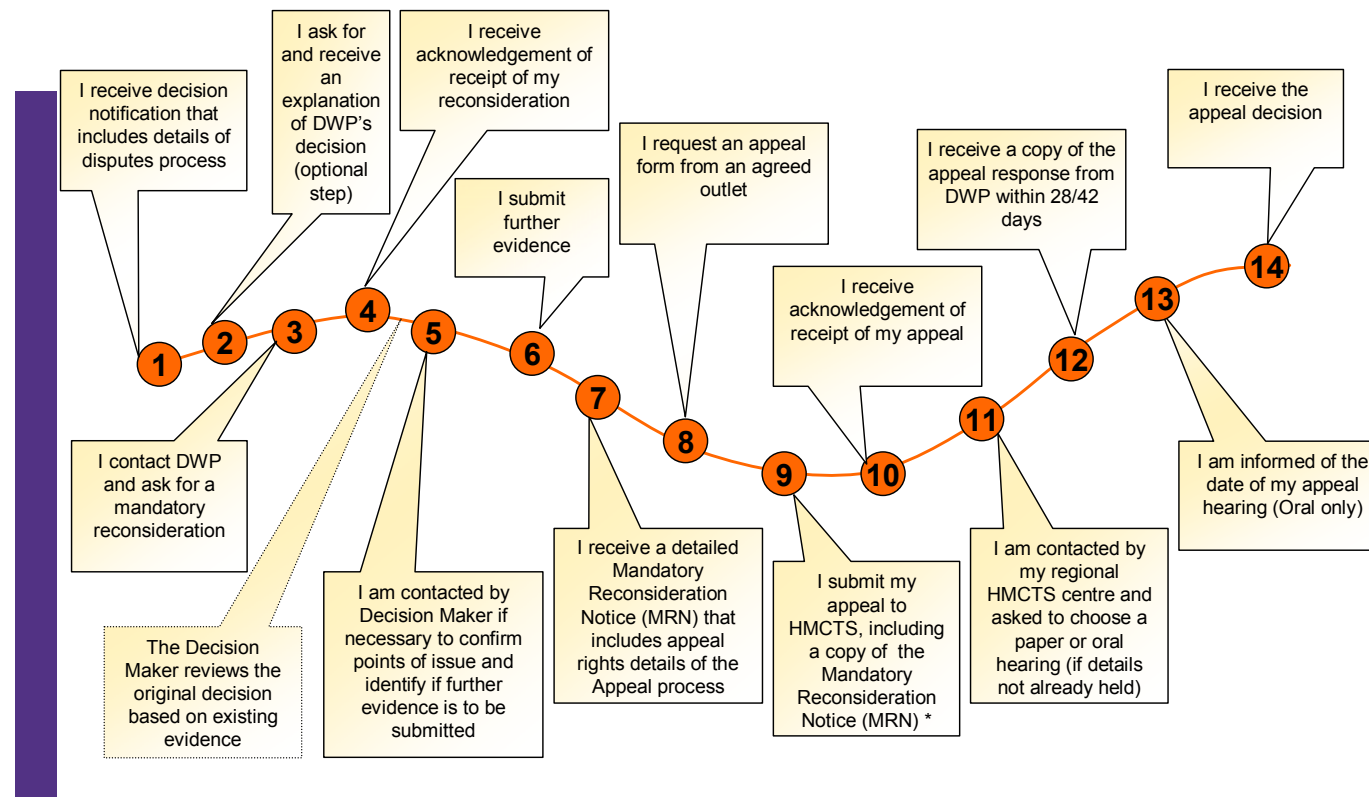 I receive decision
notification that
includes details of
disputes process
I ask for
and receive
an
explanation
of DWP's
decision
(optional
step)
I receive
acknowledgement of
receipt of my
reconsideration
I submit
further
evidence
I request an appeal
form from an agreed
outlet
I receive
acknowledgement of
receipt of my appeal
I receive a copy of the
appeal response from
DWP within 28/42
days
I receive the
appeal decision
1
2
3
4
5
6
7
8
9
10
11
12
13
14
I contact DWP
and ask for a
mandatory
reconsideration
The Decision
Maker reviews the
original decision
based on existing
evidence
I am contacted by
Decision Maker if
necessary to confirm
points of issue and
identify if further
evidence is to be
submitted
I receive a detailed
Mandatory
Reconsideration
Notice (MRN) that
includes appeal
rights details of the
Appeal process
I submit my
appeal to
HMCTS, including
a copy of the
Mandatory
Reconsideration
Notice (MRN) *
I am contacted by
my regional
HMCTS centre and
asked to choose a
paper or oral
hearing (if details
not already held)
I am informed of the
date of my appeal
hearing (Oral only)